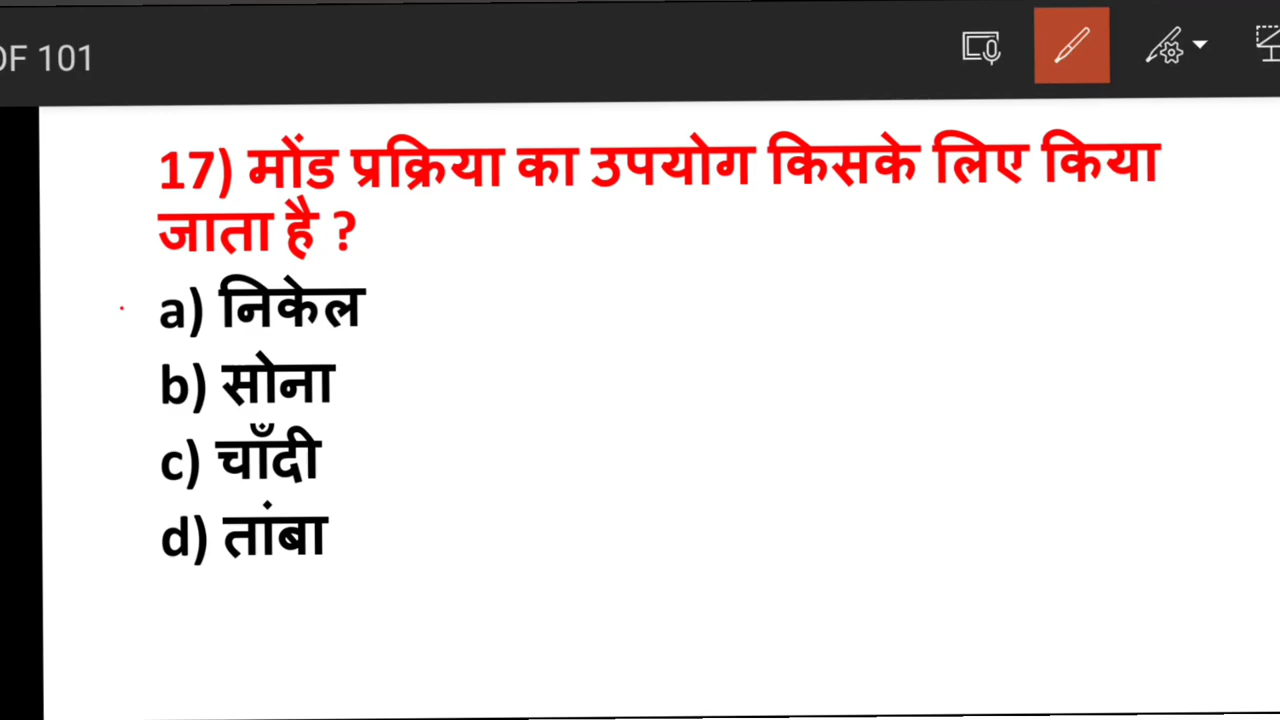 OF 101
17) मोंड प्रक्रिया का उपयोग किसके लिए किया
जाता है ?
a) निकेल
b) सोना
c) चाँदी
d) तांबा